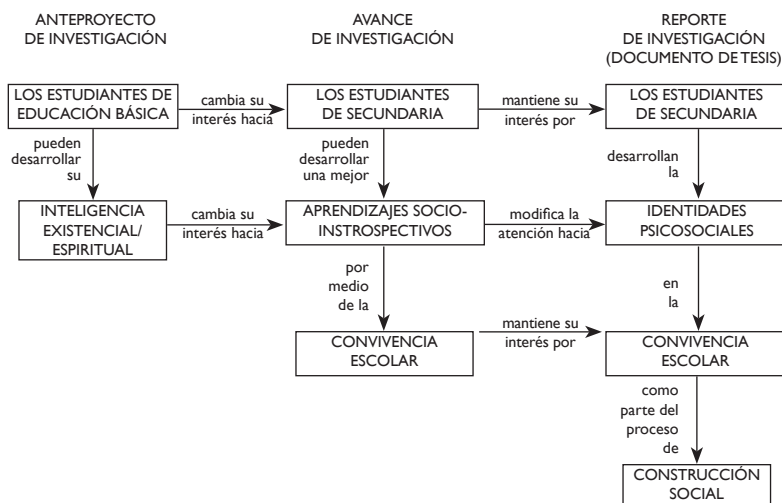 ANTEPROYECTO
DE INVESTIGACIÓN
AVANCE
DE INVESTIGACIÓN
REPORTE
DE INVESTIGACIÓN
(DOCUMENTO DE TESIS)
LOS ESTUDIANTES DE
EDUCACIÓN BÁSICA
cambia su
interés hacia
LOS ESTUDIANTES
DE SECUNDARIA
mantiene su
interés por
LOS ESTUDIANTES
DE SECUNDARIA
pueden
desarrollar
su
pueden
desarrollar
una mejor
desarrollan
la
INTELIGENCIA
EXISTENCIAL/
ESPIRITUAL
cambia su
interés hacia
APRENDIZAJES SOCIO-
INSTROSPECTIVOS
modifica la
atención hacia
IDENTIDADES
PSICOSOCIALES
por
medio
de la
en
la
CONVIVENCIA
ESCOLAR
mantiene su
interés por
CONVIVENCIA
ESCOLAR
como
parte del
proceso
de
CONSTRUCCIÓN
SOCIAL